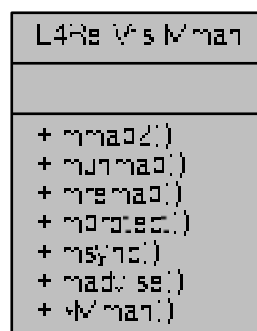 L4Re::Vfs::Mman
+ mmap2()
+ munmap()
+ mremap()
+ mprotect()
+ msync()
+ madvise()
+ ~Mman()